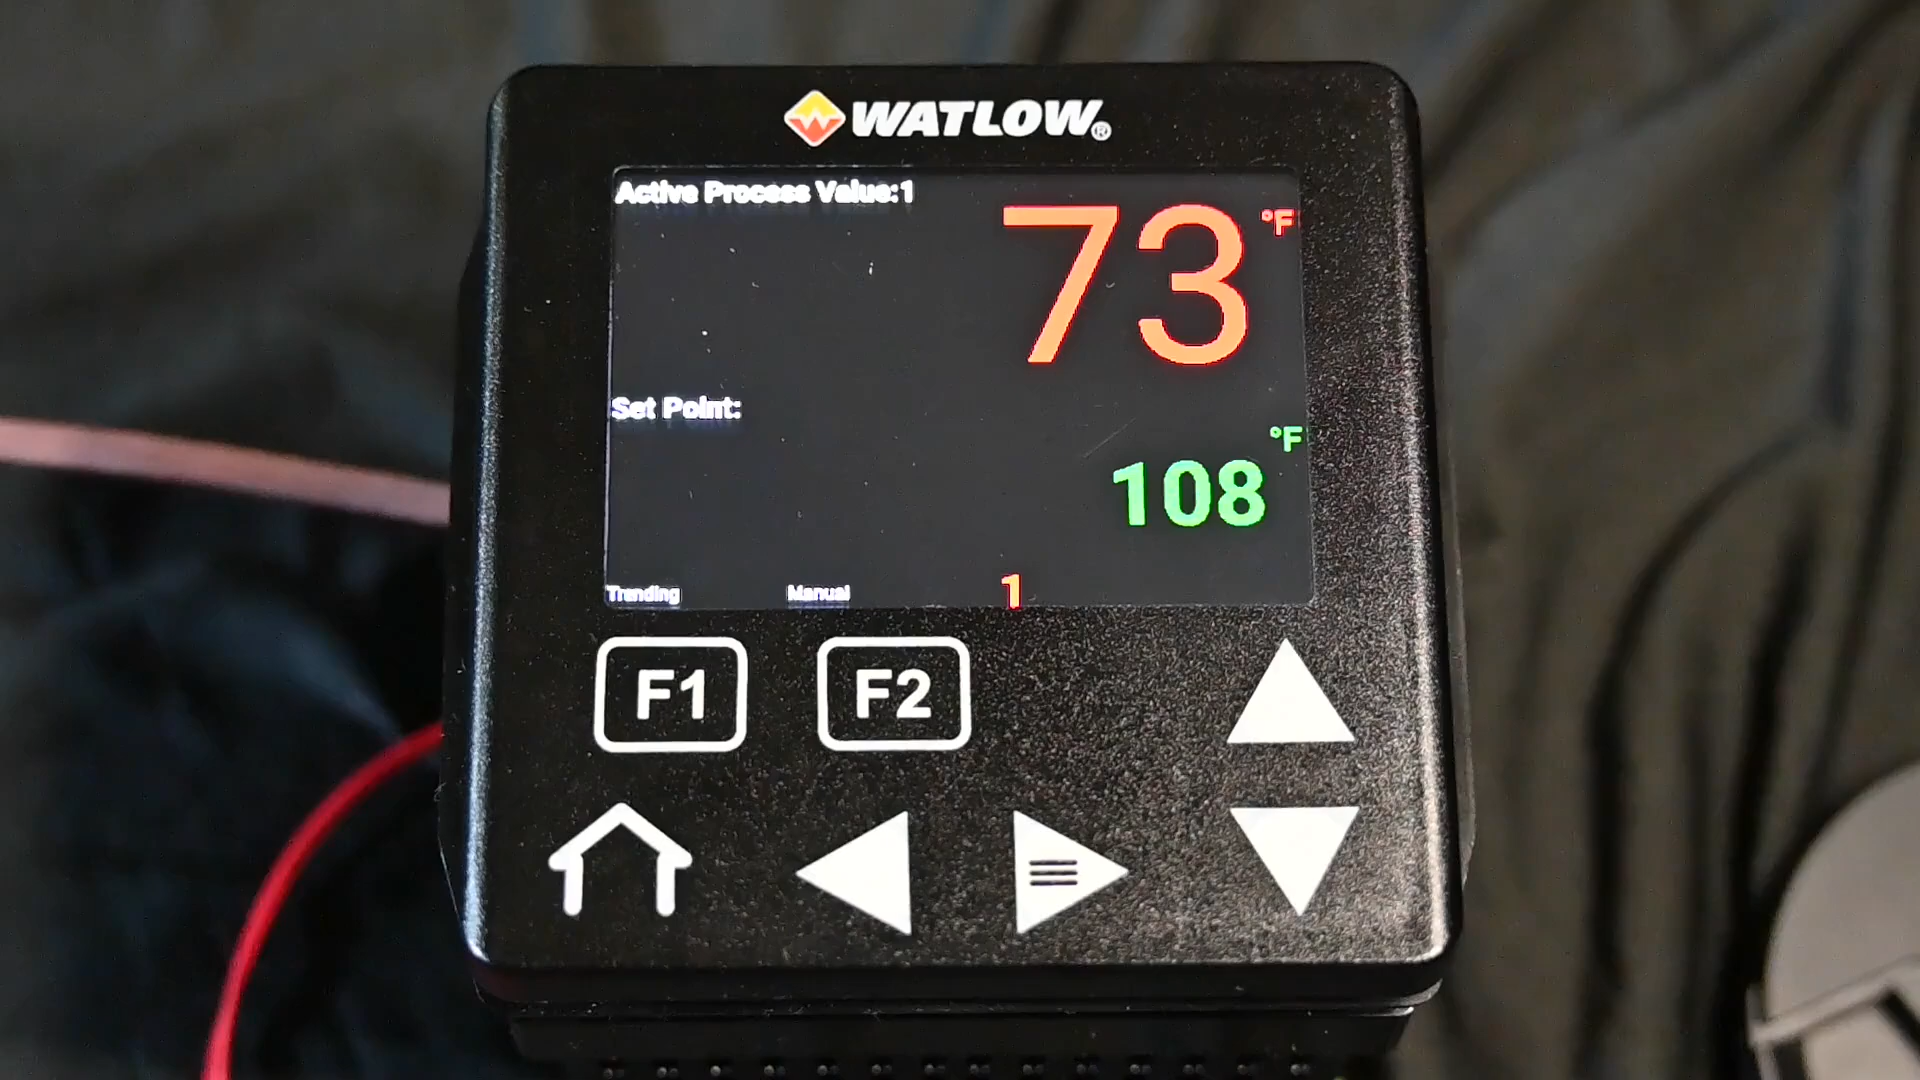 WATLOW®
Active Process Value:1
73 °F
Set Point:
108 °F
Trending Manual 1
F1 F2